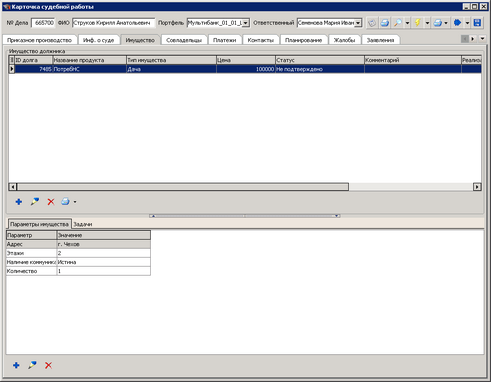 Карточка судебной работы
№ Дела 665700 ФИО Струков Кирилл Анатольевич Портфель Мультибанк_01_01_ Ответственный Семенова Мария Иван
Приказное производство Инф. о суде Имущество Совладельцы Платежи Контакты Планирование Жалобы Заявления
Имущество должника
ID долга Название продукта Тип имущества Цена Статус Комментарий Реализ
7485 ПотребНС Дача 100000 Не подтверждено
Параметры имущества Задачи
Параметр Значение
Адрес г. Чехов
Этажи 2
Наличие коммуник Истина
Количество 1